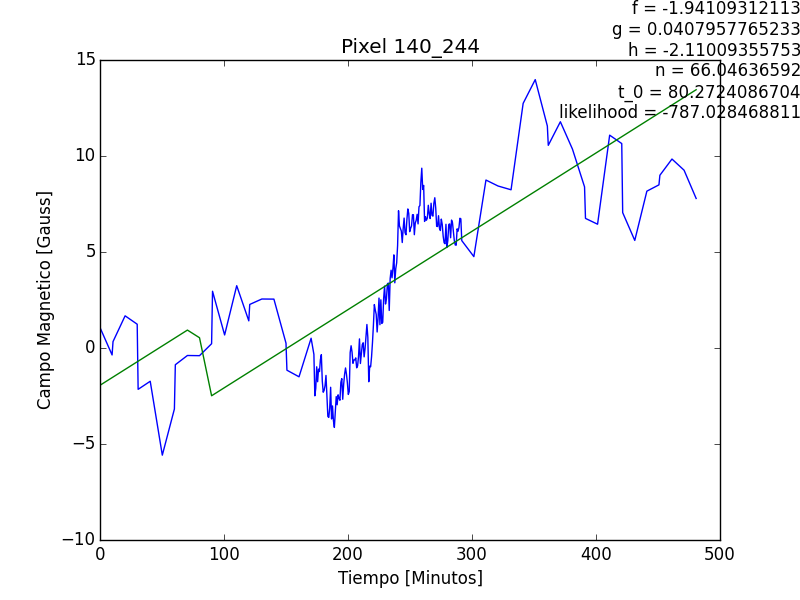 f = -1.94109312113
g = 0.0407957765233
h = -2.11009355753
n = 66.04636592
t_0 = 80.2724086704
likelihood = -787.028468811
Pixel 140_244
15
10
5
0
−5
−10
Campo Magnetico [Gauss]
0 100 200 300 400 500
Tiempo [Minutos]